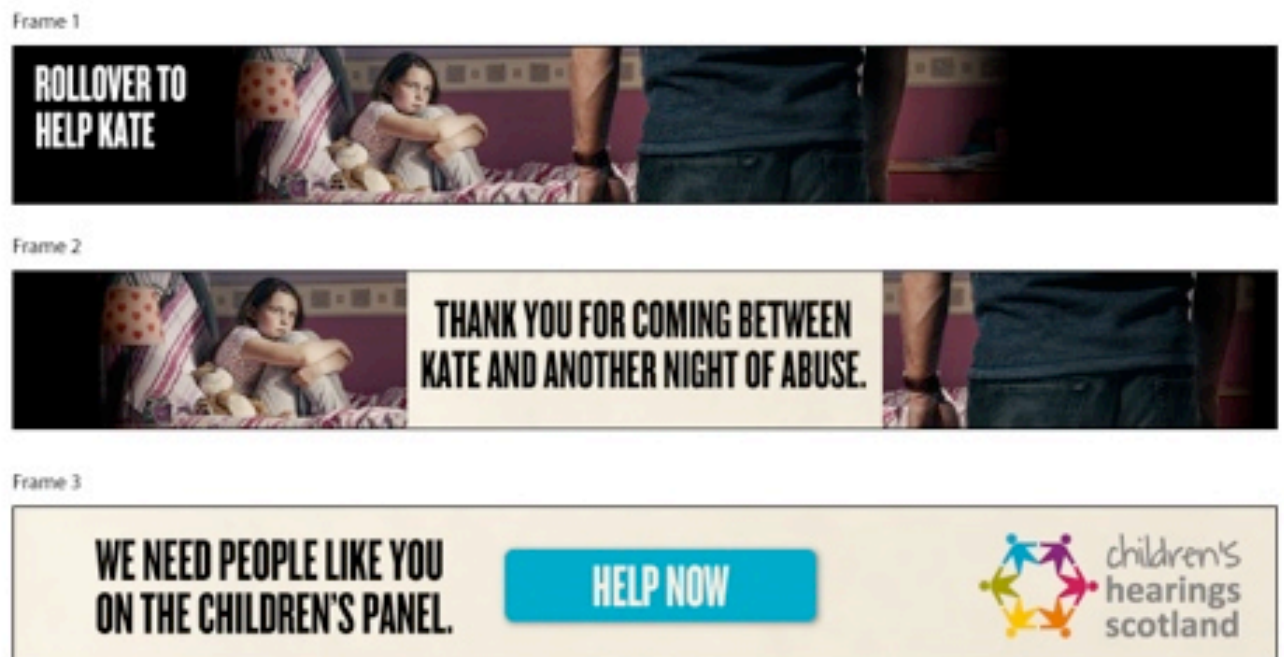 Frame 1
ROLLOVER TO
HELP KATE
Frame 2
THANK YOU FOR COMING BETWEEN
KATE AND ANOTHER NIGHT OF ABUSE.
Frame 3
WE NEED PEOPLE LIKE YOU
ON THE CHILDREN'S PANEL.
HELP NOW
children's
hearings
scotland